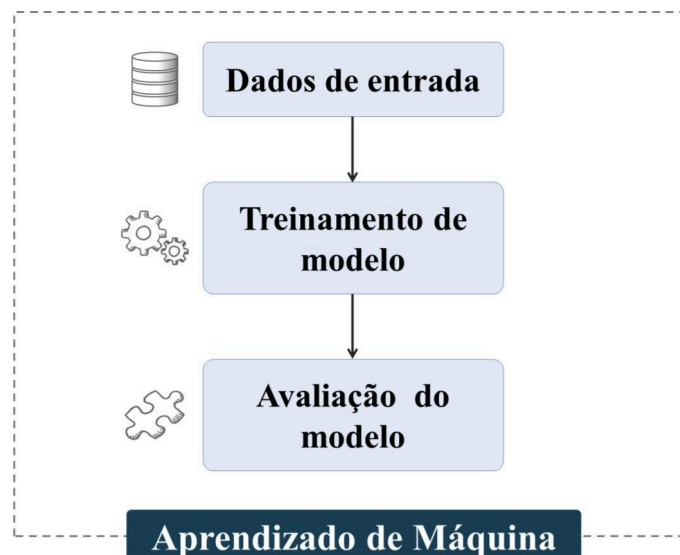 Dados de entrada
Treinamento de
modelo
Avaliação do
modelo
Aprendizado de Máquina